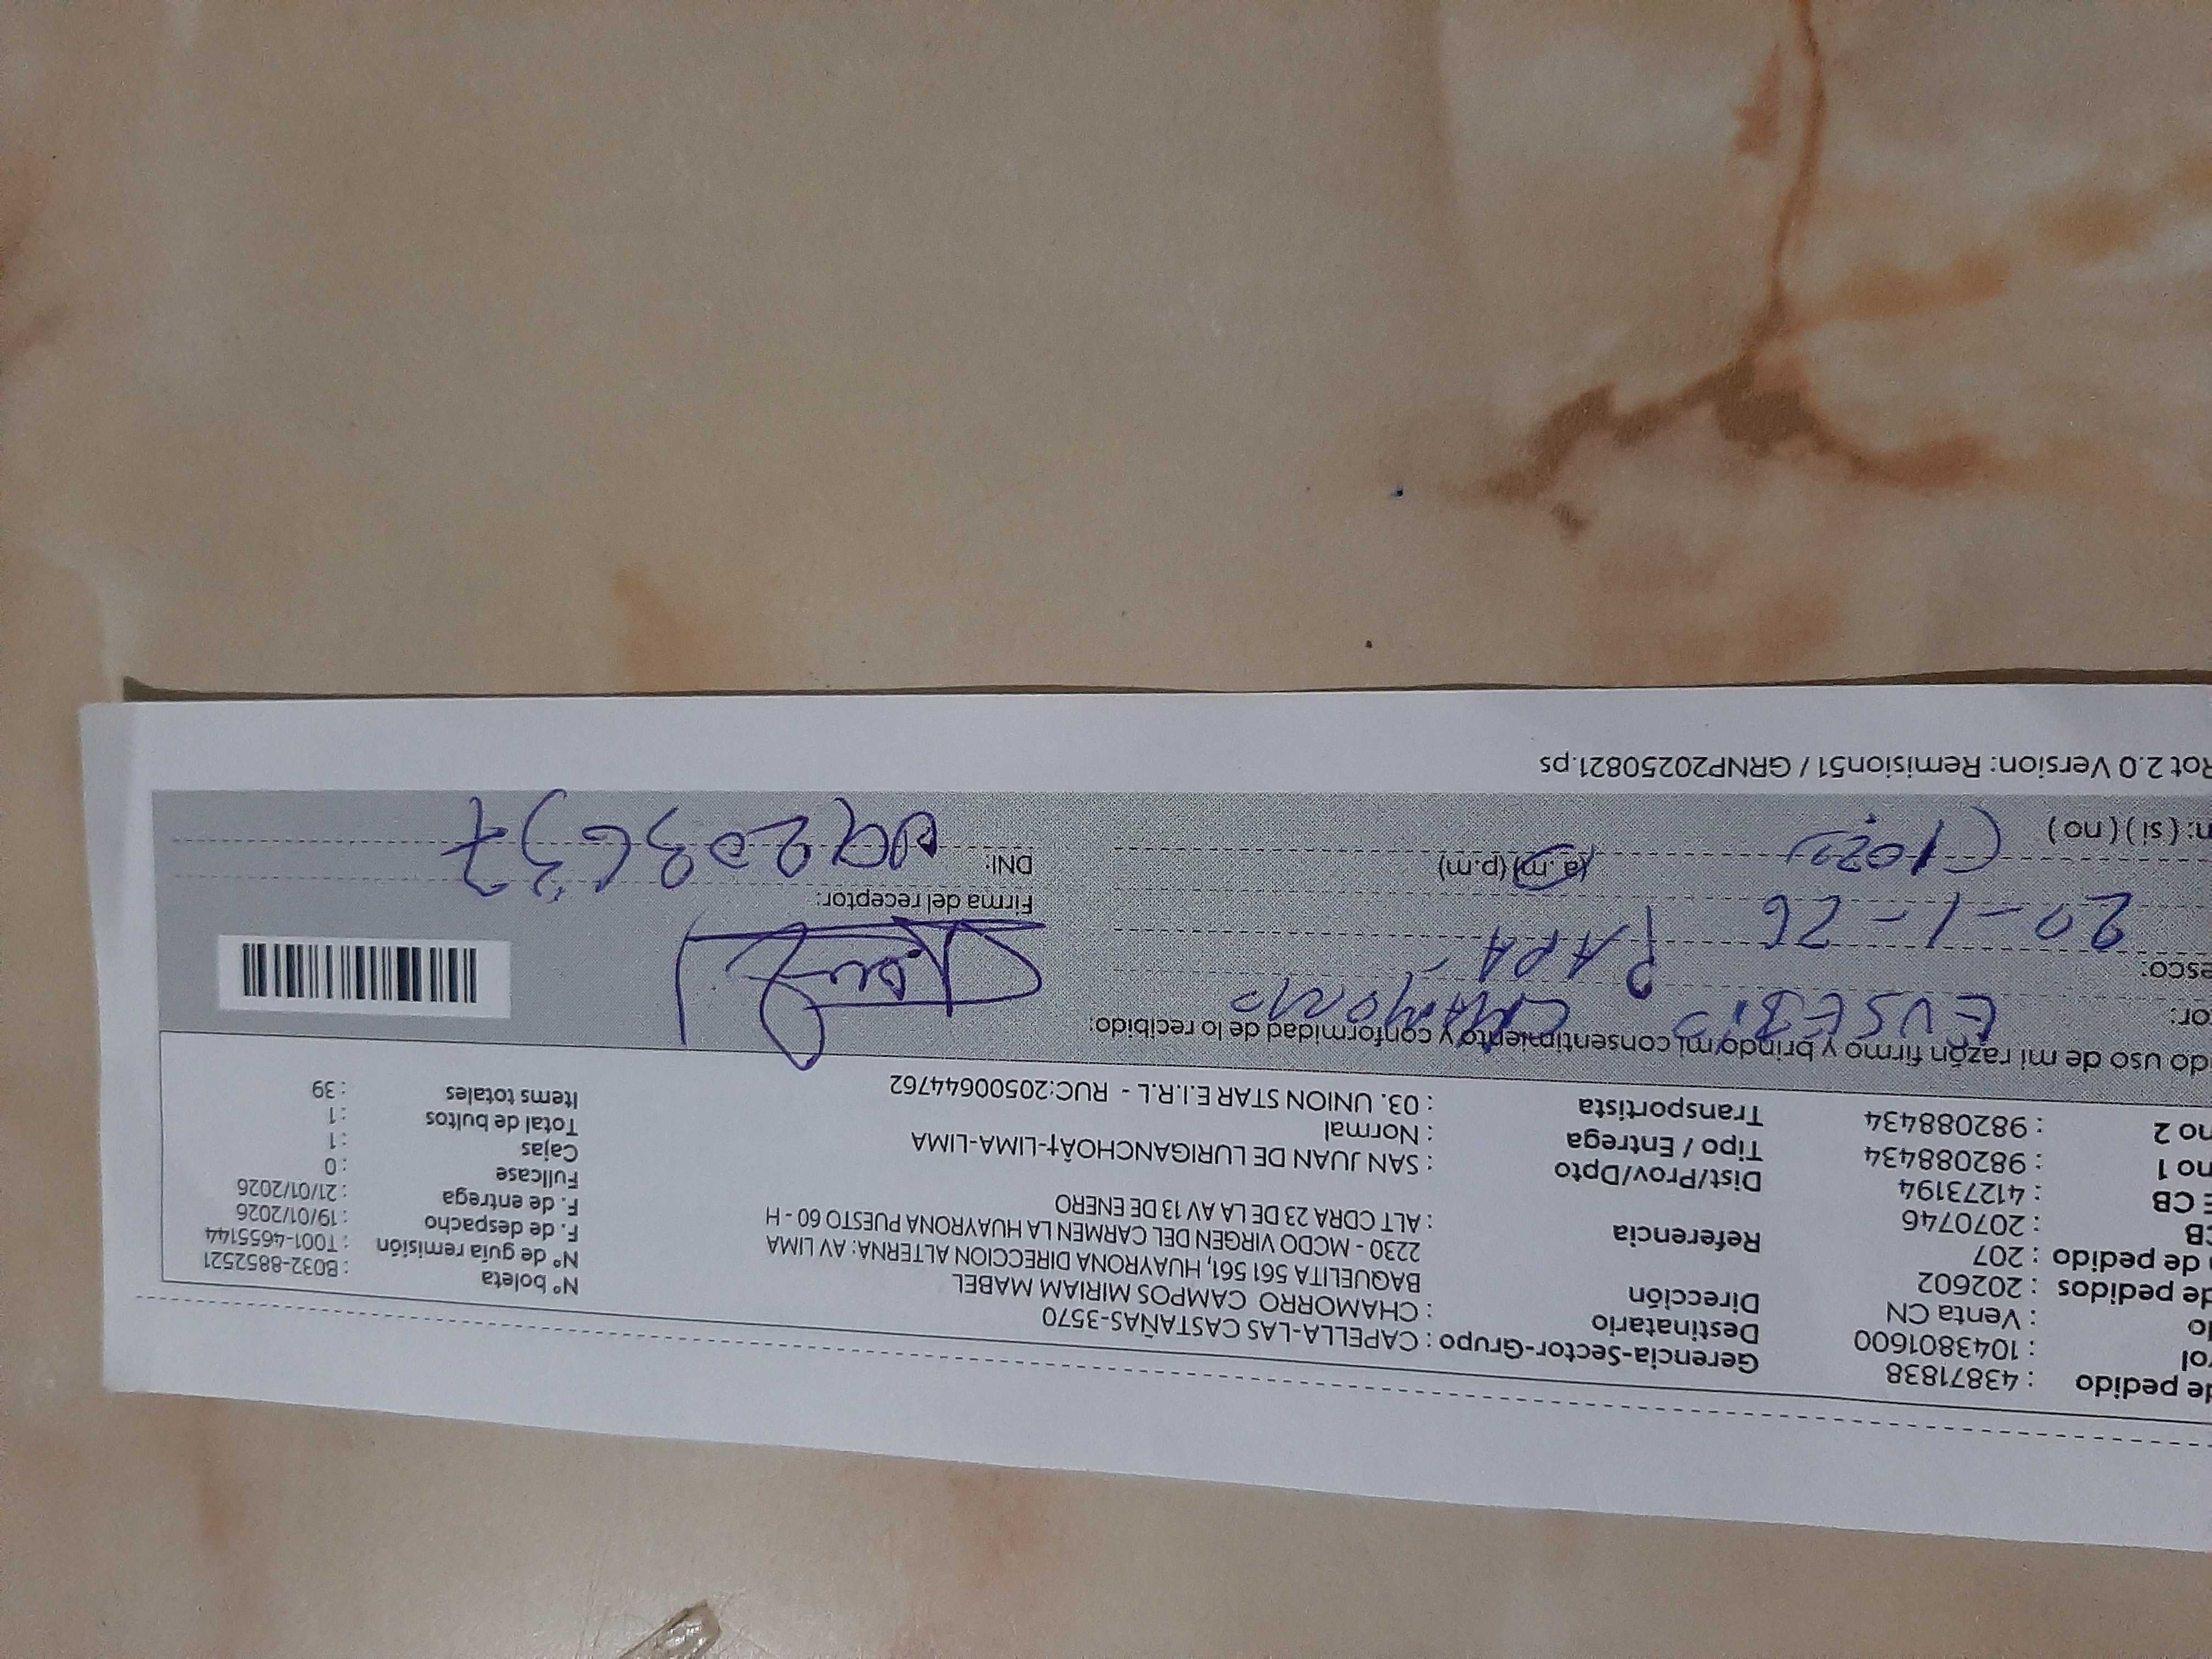 de pedido : 43871838 Gerencia-Sector-Grupo : CAPELLA-LAS CASTAÑAS-3570
rol : 1043801600 Destinatario : CHAMORRO CAMPOS MIRIAM MABEL Nº boleta : B032-8852521
lo : Venta CN Dirección BAQUELITA 561 561, HUAYRONA DIRECCION ALTERNA: AV LIMA Nº de guía remisión : T001-4655144
de pedidos : 202602 2230 - MCDO VIRGEN DEL CARMEN LA HUAYRONA PUESTO 60 - H F. de despacho : 19/01/2026
de pedido : 207 Referencia : ALT CDRA 23 DE LA AV 13 DE ENERO F. de entrega : 21/01/2026
CB : 2070746 Fullcase : 0
E CB : 41273194 Dist/Prov/Dpto : SAN JUAN DE LURIGANCHOÂ†-LIMA-LIMA Cajas : 1
no 1 : 982088434 Tipo / Entrega : Normal Total de bultos : 1
no 2 : 982088434 Transportista : 03. UNION STAR E.I.R.L - RUC:20500644762 Items totales : 39
do uso de mi razón firmo y brindo mi consentimiento y conformidad de lo recibido:
or: EUSEBIO CHAMORRO
esco: PAPA
20-1-26 Firma del receptor:
(a.m) (p.m) DNI:
n: ( si ) ( no )
Rot 2.0 Version: Remision51 / GRNP20250821.ps